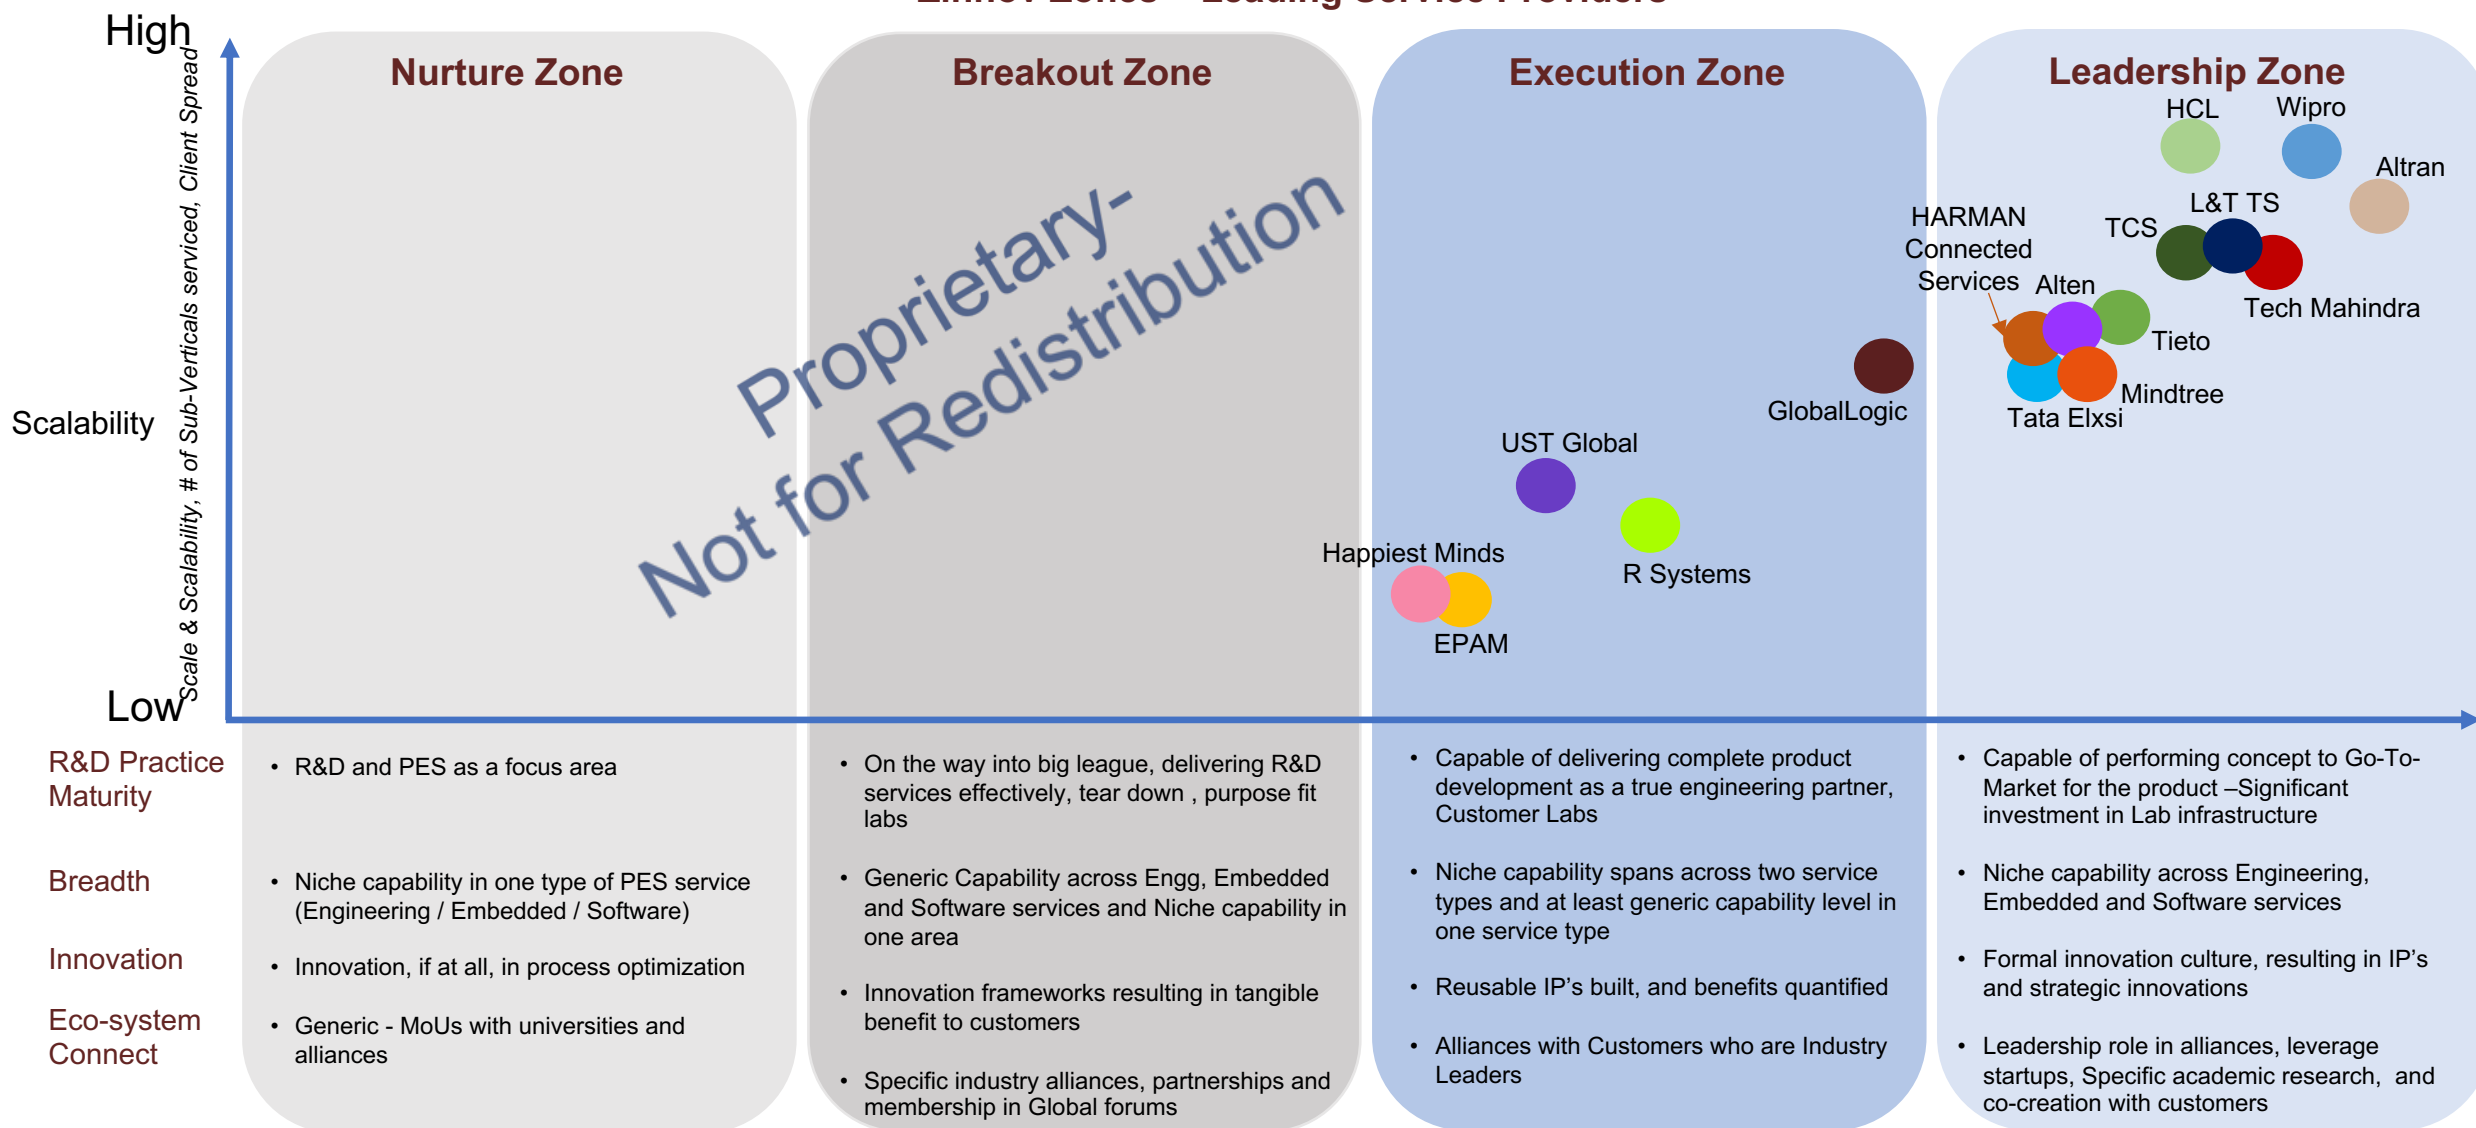 Zinnov Zones – Leading Service Providers
High
Nurture Zone
Breakout Zone
Execution Zone
Leadership Zone
HCL
Wipro
Altran
L&T TS
TCS
HARMAN
Connected
Services
Alten
Tech Mahindra
Tieto
GlobalLogic
Mindtree
Tata Elxsi
Scalability
Scale & Scalability, # of Sub-Verticals serviced, Client Spread
UST Global
R Systems
Happiest Minds
EPAM
Proprietary-
Not for Redistribution
Low
R&D Practice
Maturity
• R&D and PES as a focus area
• On the way into big league, delivering R&D
services effectively, tear down , purpose fit
labs
• Capable of delivering complete product
development as a true engineering partner,
Customer Labs
• Capable of performing concept to Go-To-
Market for the product –Significant
investment in Lab infrastructure
Breadth
• Niche capability in one type of PES service
(Engineering / Embedded / Software)
• Generic Capability across Engg, Embedded
and Software services and Niche capability in
one area
• Niche capability spans across two service
types and at least generic capability level in
one service type
• Niche capability across Engineering,
Embedded and Software services
Innovation
• Innovation, if at all, in process optimization
• Innovation frameworks resulting in tangible
benefit to customers
• Reusable IP’s built, and benefits quantified
• Formal innovation culture, resulting in IP’s
and strategic innovations
Eco-system
Connect
• Generic - MoUs with universities and
alliances
• Specific industry alliances, partnerships and
membership in Global forums
• Alliances with Customers who are Industry
Leaders
• Leadership role in alliances, leverage
startups, Specific academic research, and
co-creation with customers